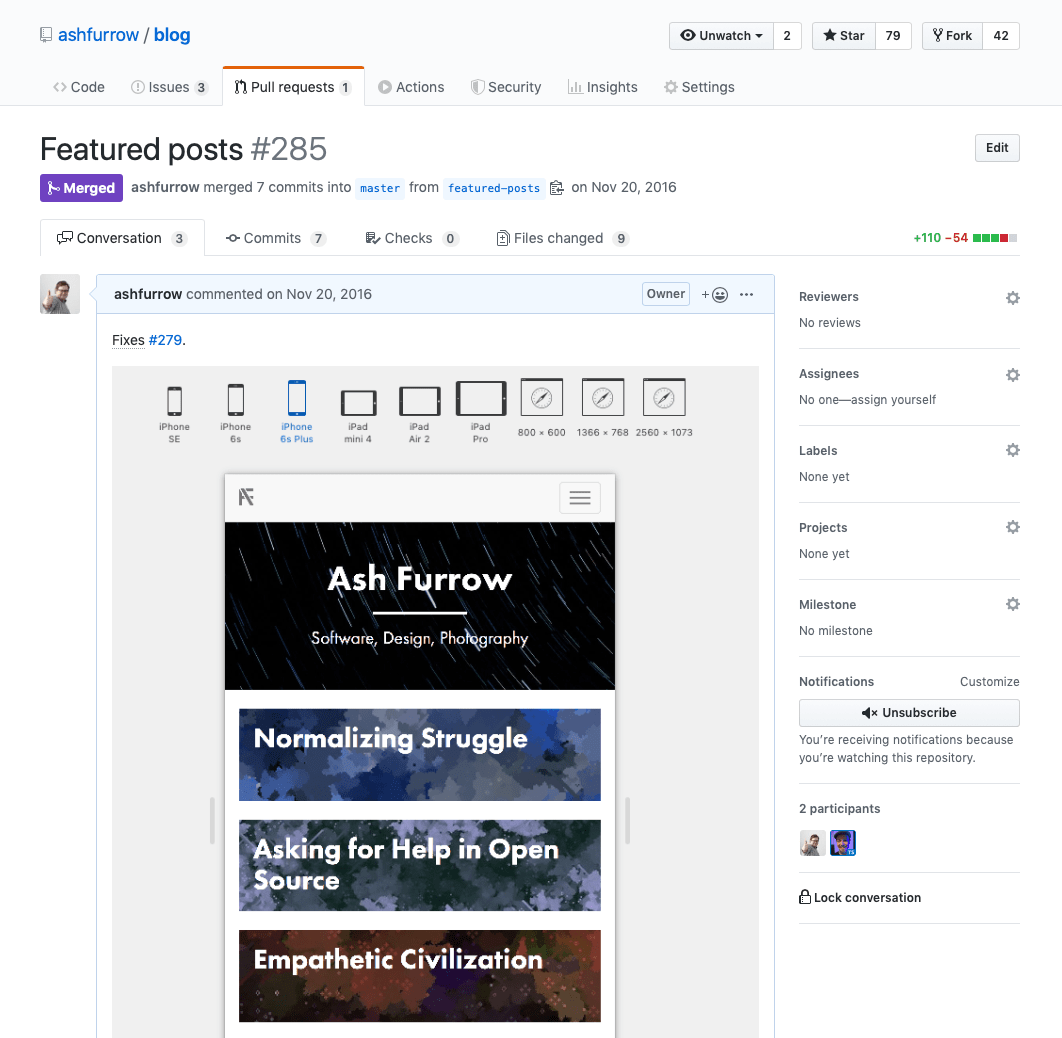 ashfurrow / blog
Unwatch 2 Star 79 Fork 42
Code Issues 3 Pull requests 1 Actions Security Insights Settings
Featured posts #285
Edit
Merged ashfurrow merged 7 commits into master from featured-posts on Nov 20, 2016
Conversation 3 Commits 7 Checks 0 Files changed 9 +110 −54
ashfurrow commented on Nov 20, 2016 Owner
Fixes #279.
iPhone SE
iPhone 6s
iPhone 6s Plus
iPad mini 4
iPad Air 2
iPad Pro
800 × 600
1366 × 768
2560 × 1073
Ash Furrow
Software, Design, Photography
Normalizing Struggle
Asking for Help in Open
Source
Empathetic Civilization
Reviewers
No reviews
Assignees
No one—assign yourself
Labels
None yet
Projects
None yet
Milestone
No milestone
Notifications Customize
Unsubscribe
You're receiving notifications because
you're watching this repository.
2 participants
Lock conversation